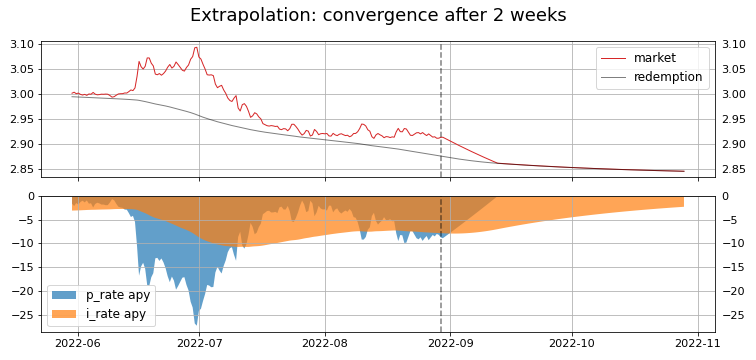 Extrapolation: convergence after 2 weeks
3.10 3.10
3.05 3.05
3.00 3.00
2.95 2.95
2.90 2.90
2.85 2.85
market
redemption
0 0
−5 −5
−10 −10
−15 −15
−20 −20
−25 −25
p_rate apy
i_rate apy
2022-06 2022-07 2022-08 2022-09 2022-10 2022-11